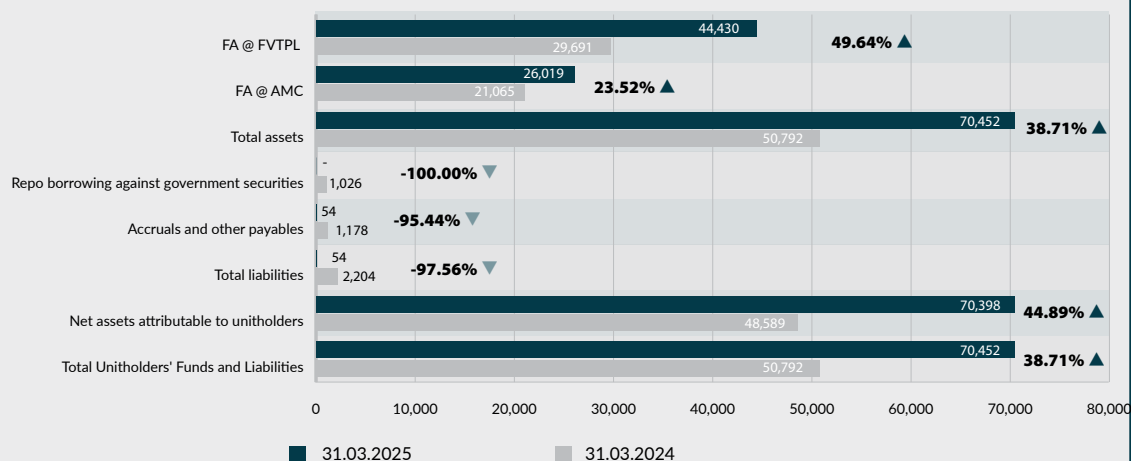 44,430
FA @ FVTPL
29,691
49.64%
26,019
FA @ AMC
21,065
23.52%
70,452
Total assets
50,792
38.71%
-
Repo borrowing against government securities
1,026
-100.00%
54
Accruals and other payables
1,178
-95.44%
54
Total liabilities
2,204
-97.56%
70,398
Net assets attributable to unitholders
48,589
44.89%
70,452
Total Unitholders' Funds and Liabilities
50,792
38.71%
0 10,000 20,000 30,000 40,000 50,000 60,000 70,000 80,000
31.03.2025 31.03.2024